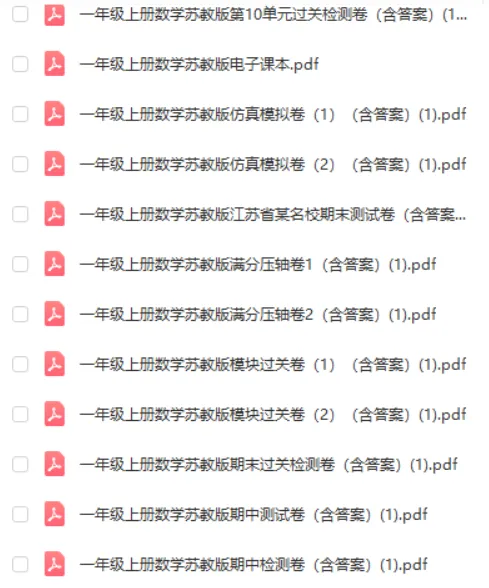 一年级上册数学苏教版第10单元过关检测卷（含答案）(1...
一年级上册数学苏教版电子课本.pdf
一年级上册数学苏教版仿真模拟卷（1）（含答案）(1).pdf
一年级上册数学苏教版仿真模拟卷（2）（含答案）(1).pdf
一年级上册数学苏教版江苏省某名校期末测试卷（含答案...
一年级上册数学苏教版满分压轴卷1（含答案）(1).pdf
一年级上册数学苏教版满分压轴卷2（含答案）(1).pdf
一年级上册数学苏教版模块过关卷（1）（含答案）(1).pdf
一年级上册数学苏教版模块过关卷（2）（含答案）(1).pdf
一年级上册数学苏教版期末过关检测卷（含答案）(1).pdf
一年级上册数学苏教版期中测试卷（含答案）(1).pdf
一年级上册数学苏教版期中检测卷（含答案）(1).pdf